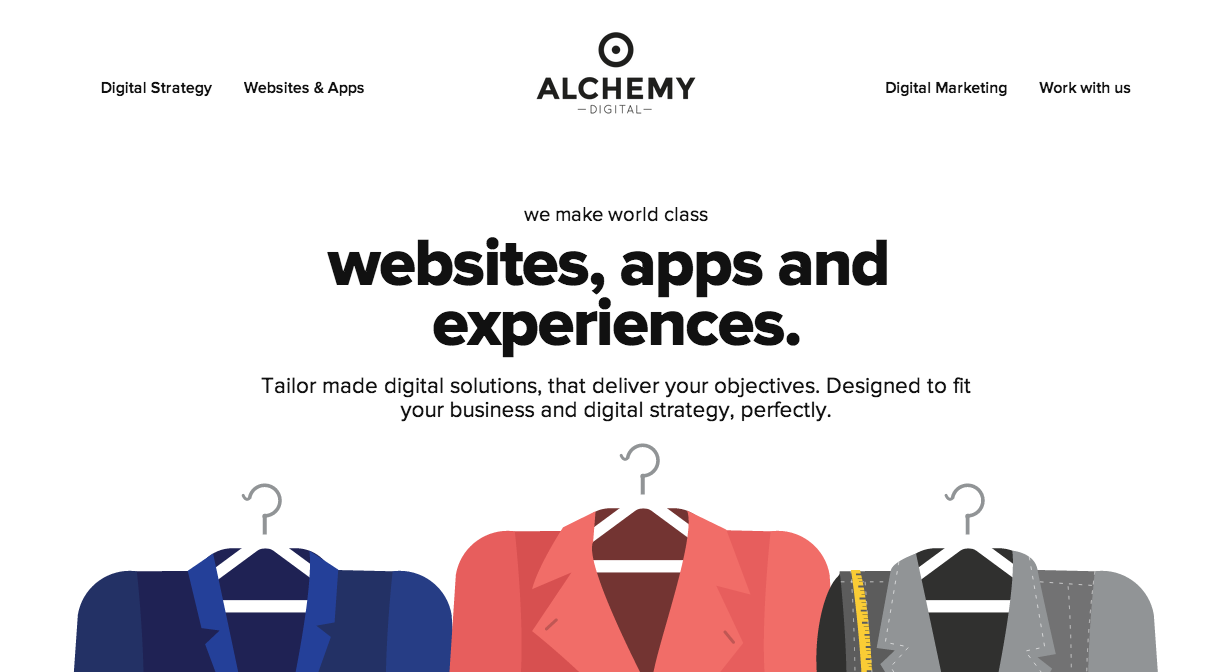 Digital Strategy
Websites & Apps
ALCHEMY
DIGITAL
Digital Marketing
Work with us
we make world class
websites, apps and
experiences.
Tailor made digital solutions, that deliver your objectives. Designed to fit
your business and digital strategy, perfectly.